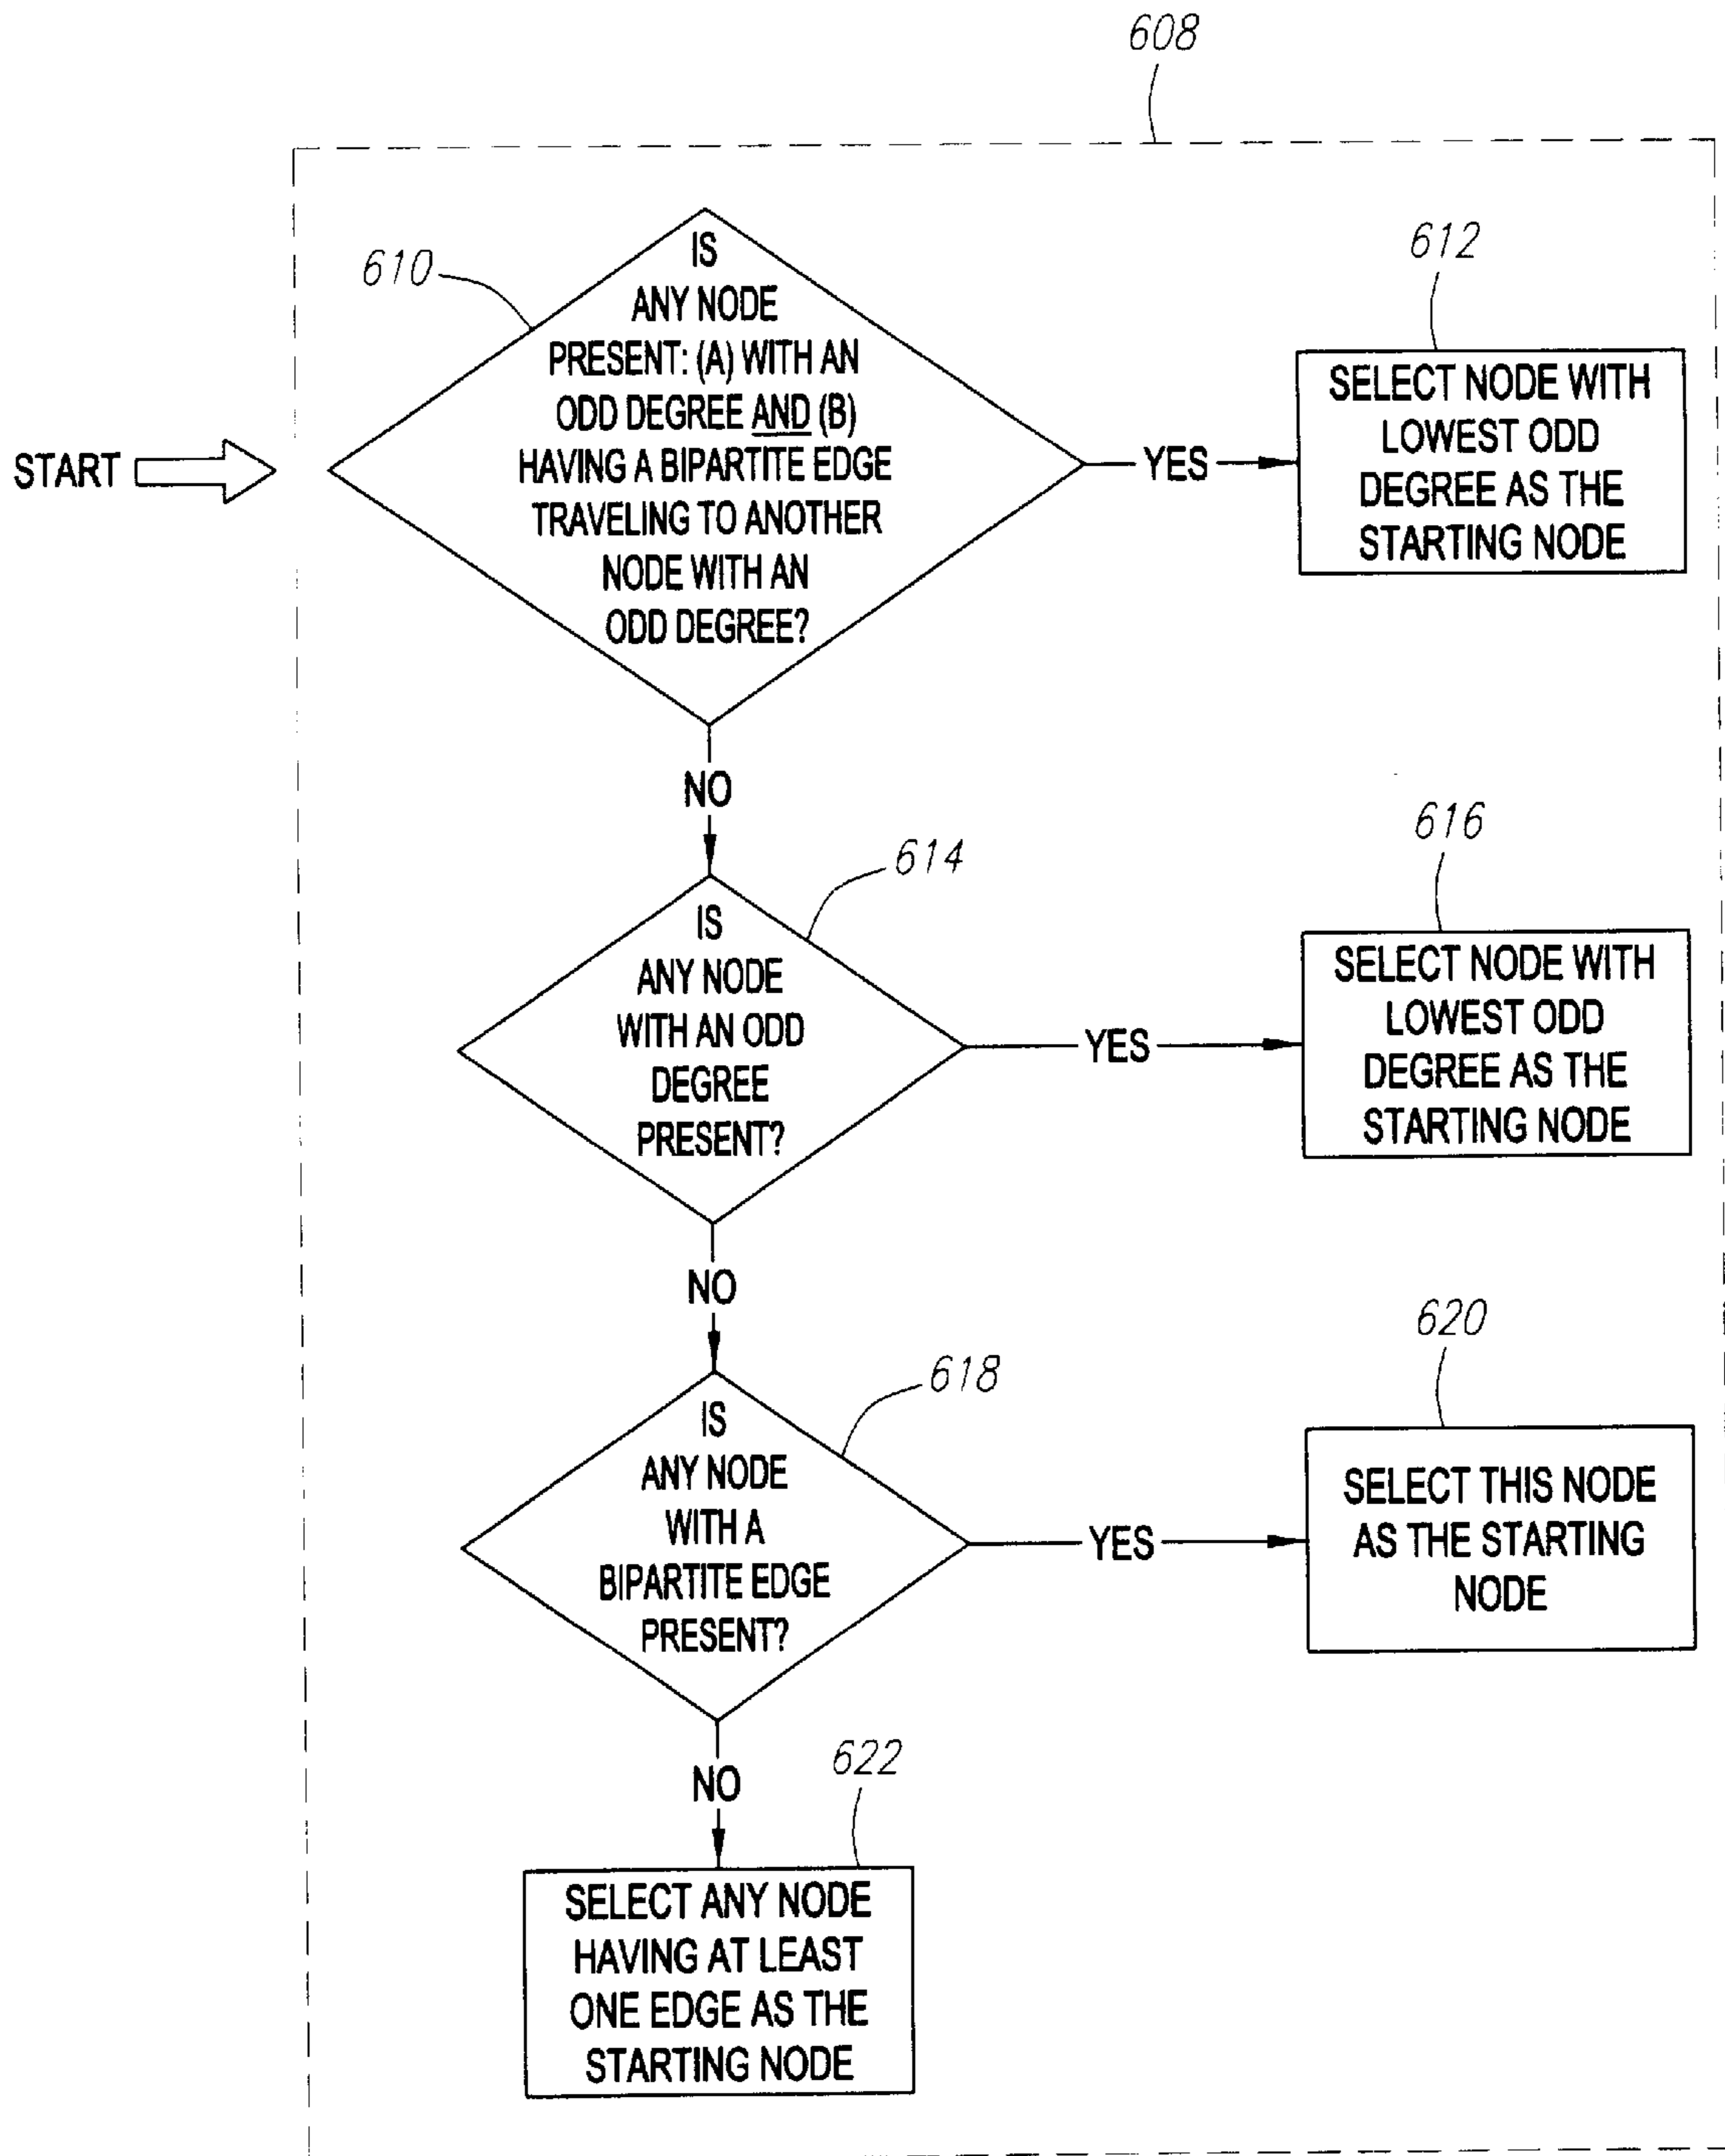 608
610
IS
ANY NODE
PRESENT: (A) WITH AN
ODD DEGREE AND (B)
HAVING A BIPARTITE EDGE
TRAVELING TO ANOTHER
NODE WITH AN
ODD DEGREE?
START
YES
612
SELECT NODE WITH
LOWEST ODD
DEGREE AS THE
STARTING NODE
NO
614
IS
ANY NODE
WITH AN ODD
DEGREE
PRESENT?
YES
616
SELECT NODE WITH
LOWEST ODD
DEGREE AS THE
STARTING NODE
NO
618
IS
ANY NODE
WITH A
BIPARTITE EDGE
PRESENT?
YES
620
SELECT THIS NODE
AS THE STARTING
NODE
NO
622
SELECT ANY NODE
HAVING AT LEAST
ONE EDGE AS THE
STARTING NODE